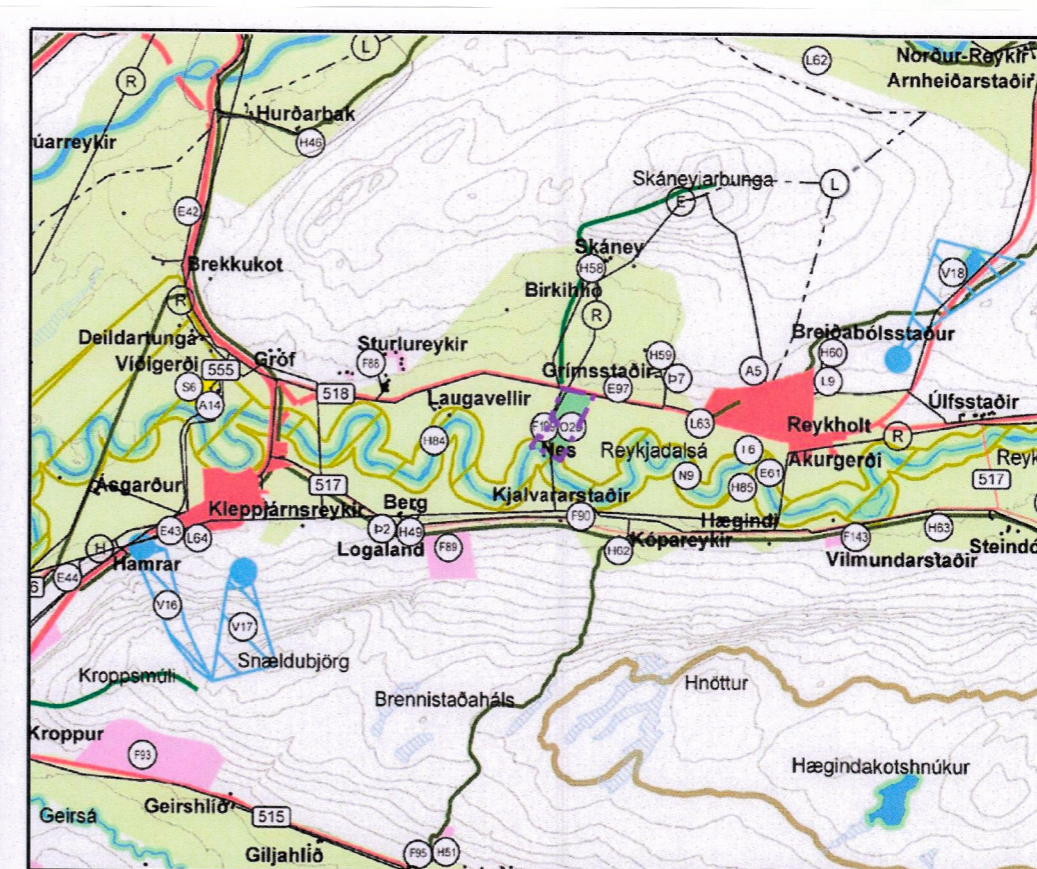 L
R
L62
Norður-Reykir
Arnheiðarstaðir
Hurðarbak
H46
úarreykir
Skáneyjarbunga
L
E
E42
Skáney
H58
V18
Brekkukot
Birkihlíð
R
R
Deildartunga
Breiðabólsstaður
Víðigerði
Gróf
Sturlureykir
F88
H59
H60
555
Grímsstaðir
Þ7
A5
L9
S6
518
E97
A14
Laugavellir
Úlfsstaðir
L63
Reykholt
H84
R
Nes
Reykjadalsá
Akurgerði
Reyk
N9
E61
517
H85
Ásgarður
517
Kjalvararstaðir
Kleppjárnsreykir
Berg
F90
Hægindi
E43
L64
Þ2
H49
Kópareykir
F143
H63
H
Logaland
F89
H62
Vilmundarstaðir
Steindó
Hamrar
E44
6
V16
V17
Snældubjörg
Kroppsmúli
Hnöttur
Brennistaðaháls
Kroppur
F93
Hægindakotshnúkur
Geirshlíð
Geirsá
515
Giljahlíð
F95
H51